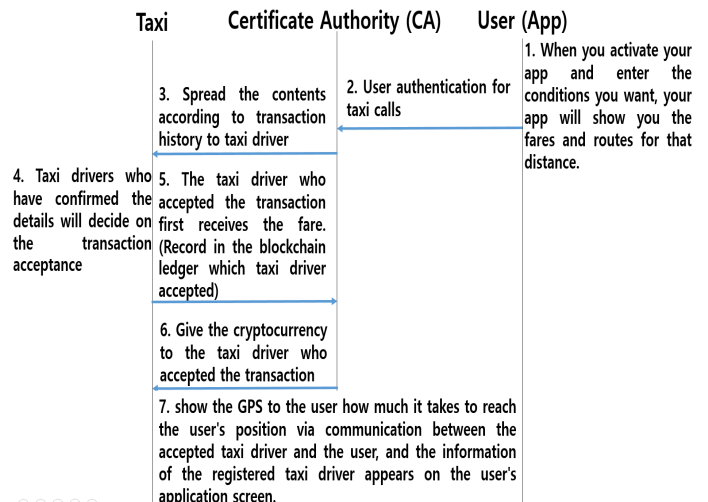 Taxi
Certificate Authority (CA)
User (App)
1. When you activate your
app and enter the
conditions you want, your
app will show you the
fares and routes for that
distance.
2. User authentication for
taxi calls
3. Spread the contents
according to transaction
history to taxi driver
4. Taxi drivers who
have confirmed the
details will decide on
the transaction
acceptance
5. The taxi driver who
accepted the transaction
first receives the fare.
(Record in the blockchain
ledger which taxi driver
accepted)
6. Give the cryptocurrency
to the taxi driver who
accepted the transaction
7. show the GPS to the user how much it takes to reach
the user's position via communication between the
accepted taxi driver and the user, and the information
of the registered taxi driver appears on the user's
application screen.